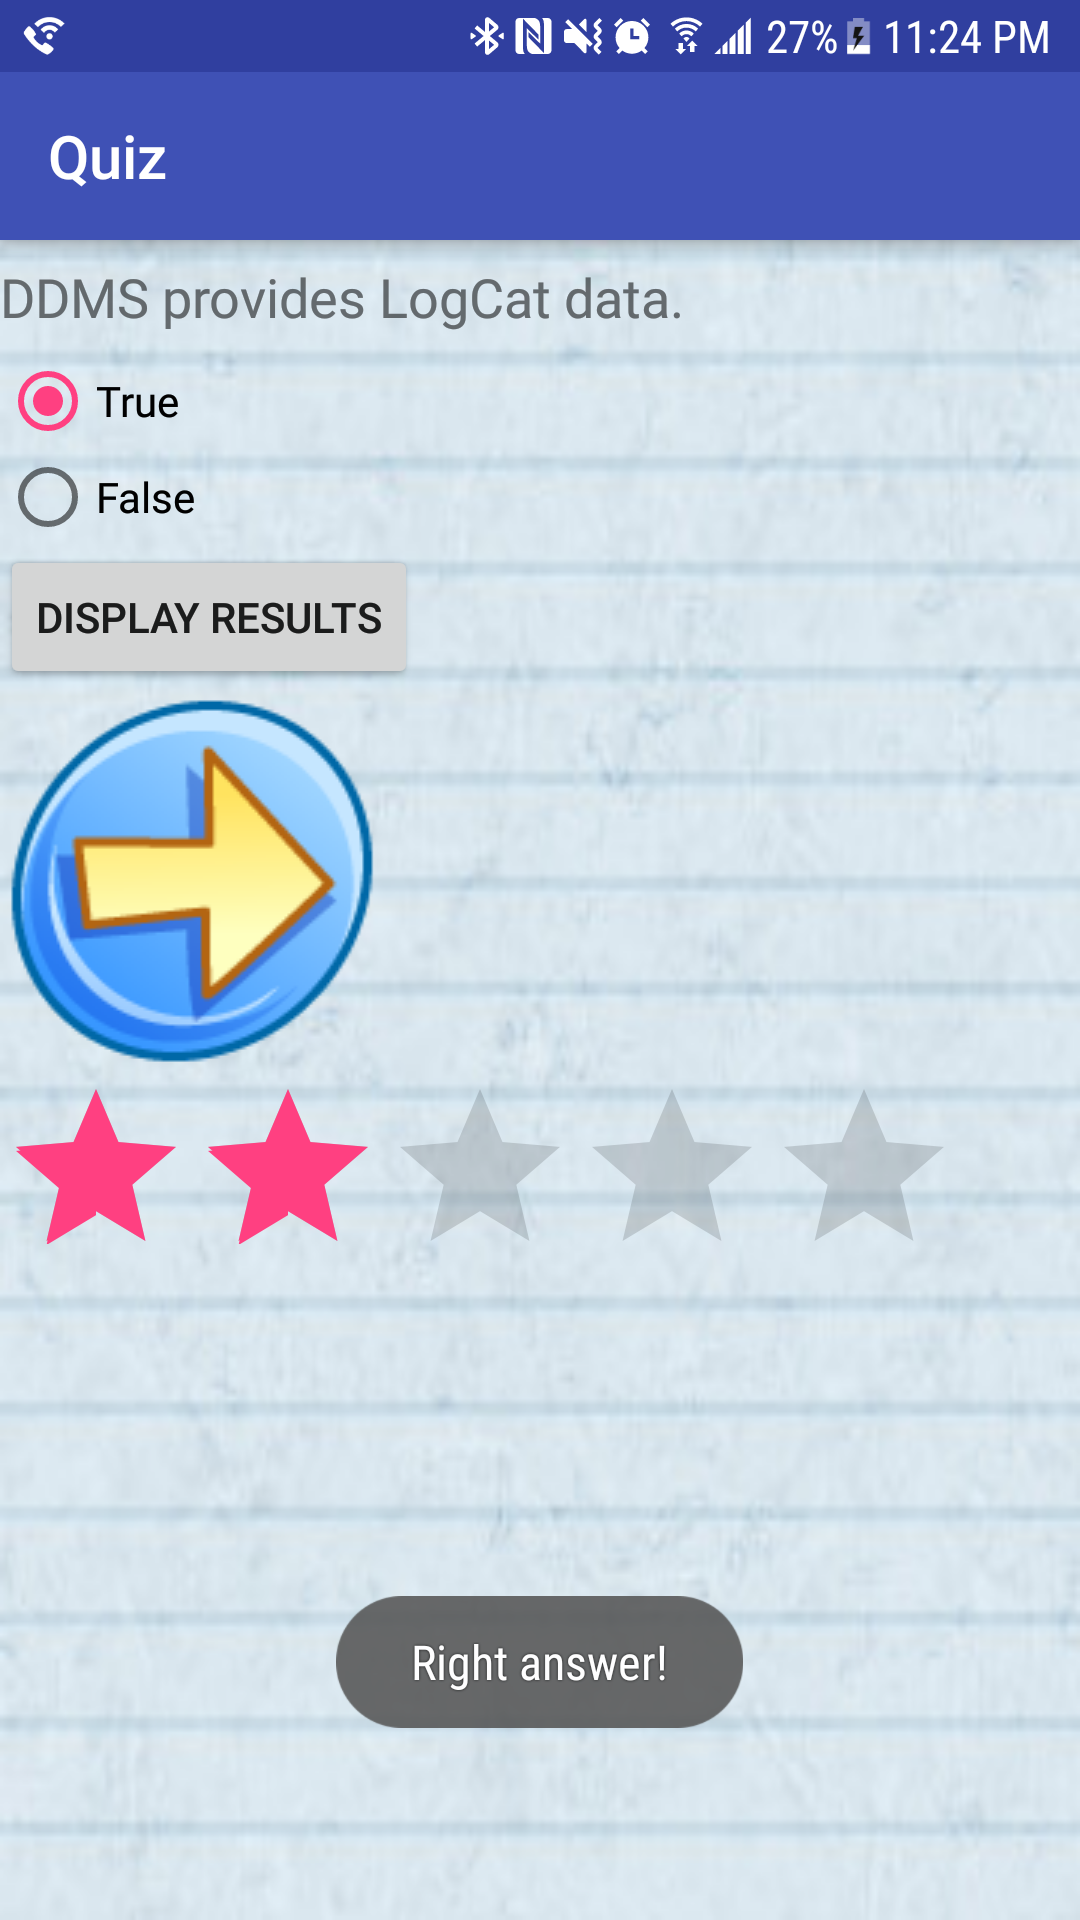 27% 11:24 PM
Quiz
DDMS provides LogCat data.
True
False
DISPLAY RESULTS
Right answer!